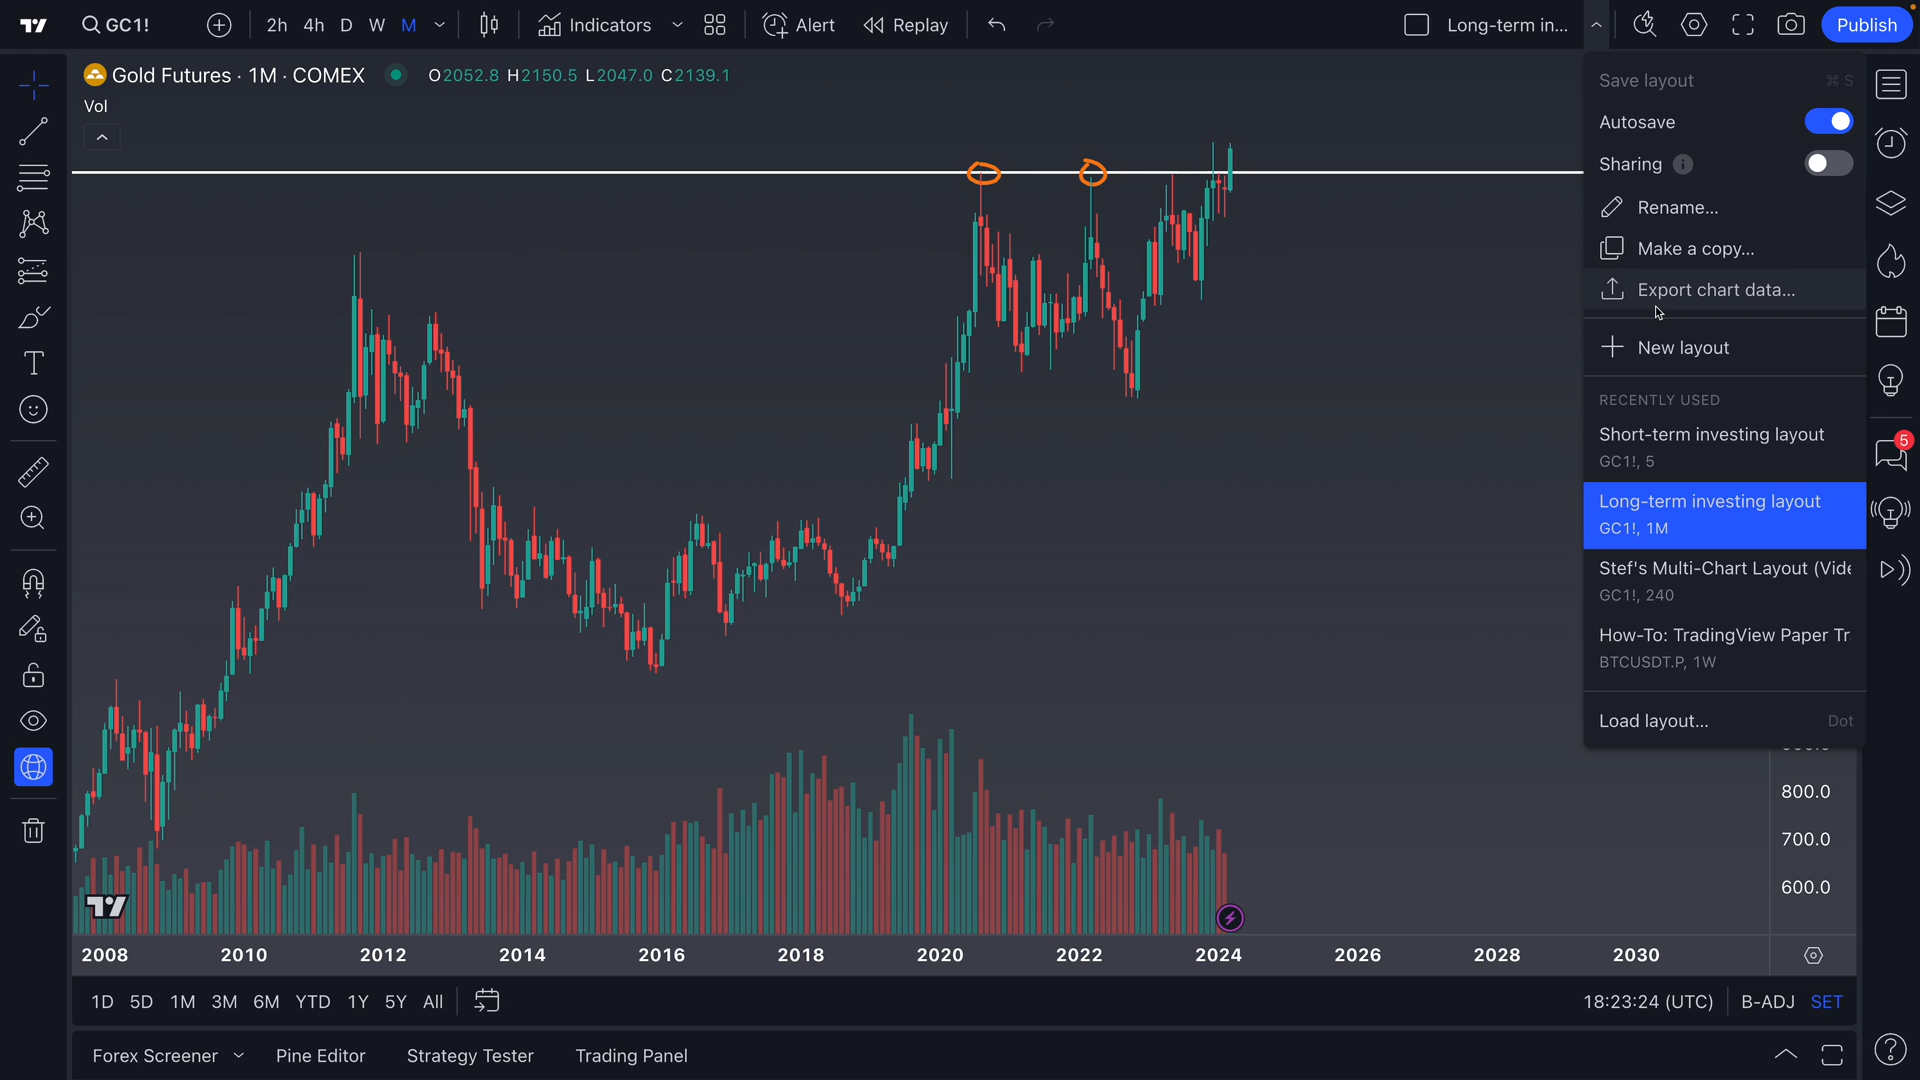 GC1!
2h 4h D W M
Indicators
Alert
Replay
Long-term in...
Publish
Gold Futures · 1M · COMEX
O2052.8 H2150.5 L2047.0 C2139.1
Vol
Save layout ⌘ S
Autosave
Sharing
Rename...
Make a copy...
Export chart data...
New layout
RECENTLY USED
Short-term investing layout
GC1!, 5
Long-term investing layout
GC1!, 1M
Stef's Multi-Chart Layout (Vide
GC1!, 240
How-To: TradingView Paper Tr
BTCUSDT.P, 1W
Load layout... Dot
5
800.0
700.0
600.0
2008 2010 2012 2014 2016 2018 2020 2022 2024 2026 2028 2030
1D 5D 1M 3M 6M YTD 1Y 5Y All
18:23:24 (UTC) B-ADJ SET
Forex Screener Pine Editor Strategy Tester Trading Panel